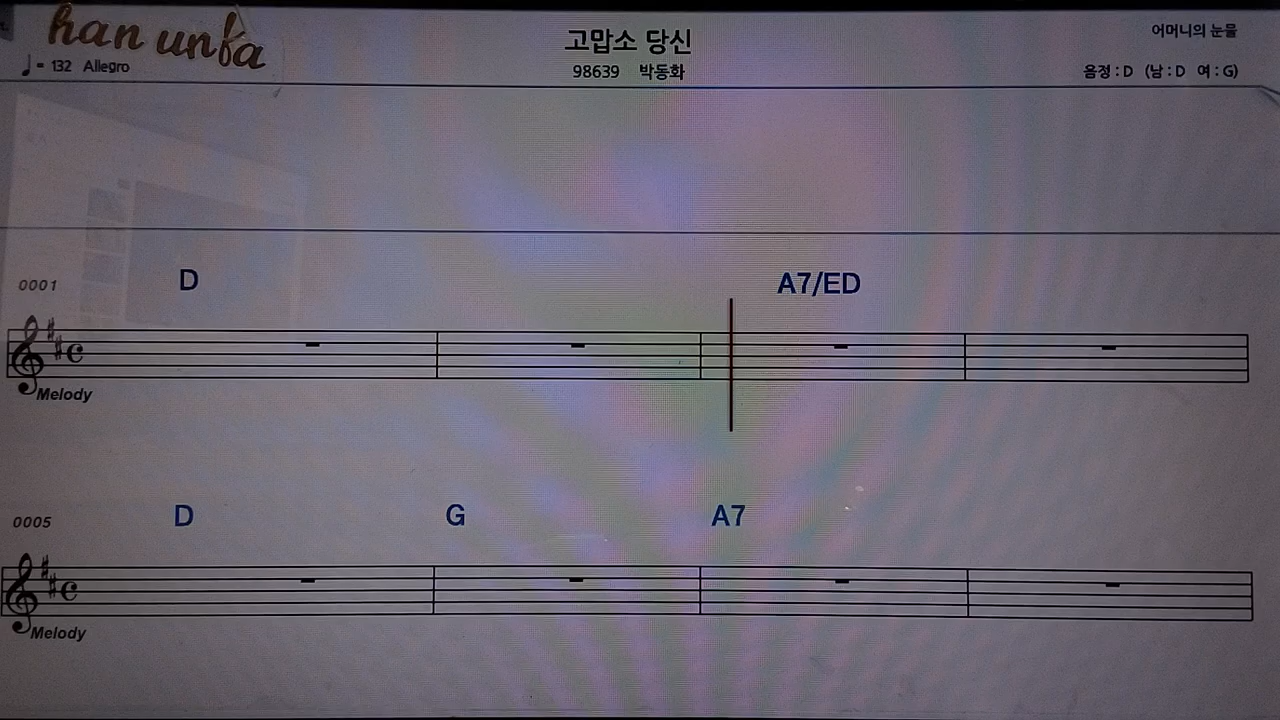 han unfa
고맙소 당신
어머니의 눈물
♩= 132 Allegro
98639 박동화
음정 : D (남 : D 여 : G)
0001
D
A7/ED
Melody
0005
D
G
A7
Melody